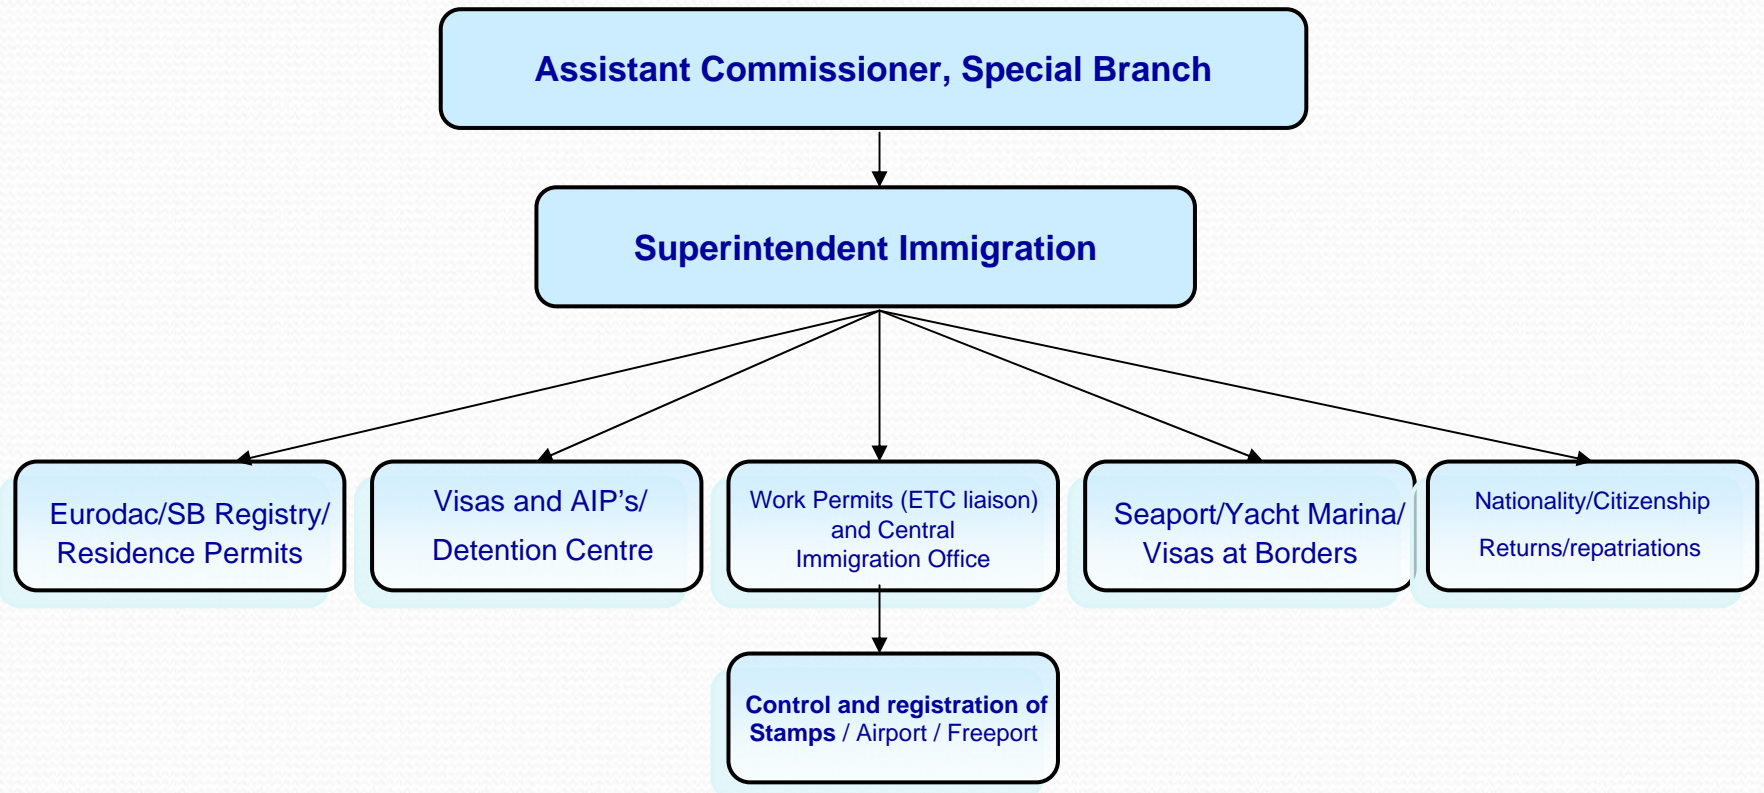 Assistant Commissioner, Special Branch
Superintendent Immigration
Eurodac/SB Registry/
Residence Permits
Visas and AIP's/
Detention Centre
Work Permits (ETC liaison)
and Central
Immigration Office
Seaport/Yacht Marina/
Visas at Borders
Nationality/Citizenship
Returns/repatriations
Control and registration of
Stamps / Airport / Freeport